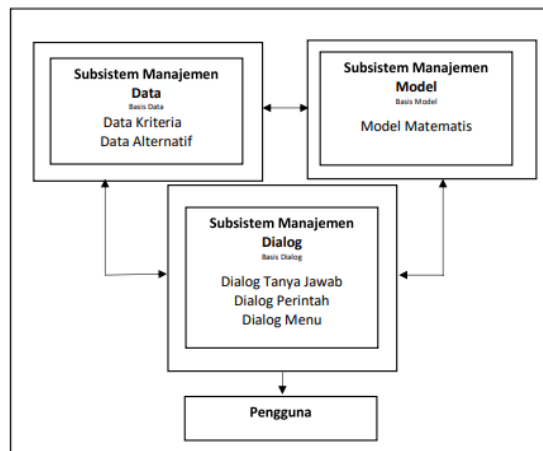 Subsistem Manajemen
Data
Basis Data
Data Kriteria
Data Alternatif
Subsistem Manajemen
Model
Basis Model
Model Matematis
Subsistem Manajemen
Dialog
Basis Dialog
Dialog Tanya Jawab
Dialog Perintah
Dialog Menu
Pengguna